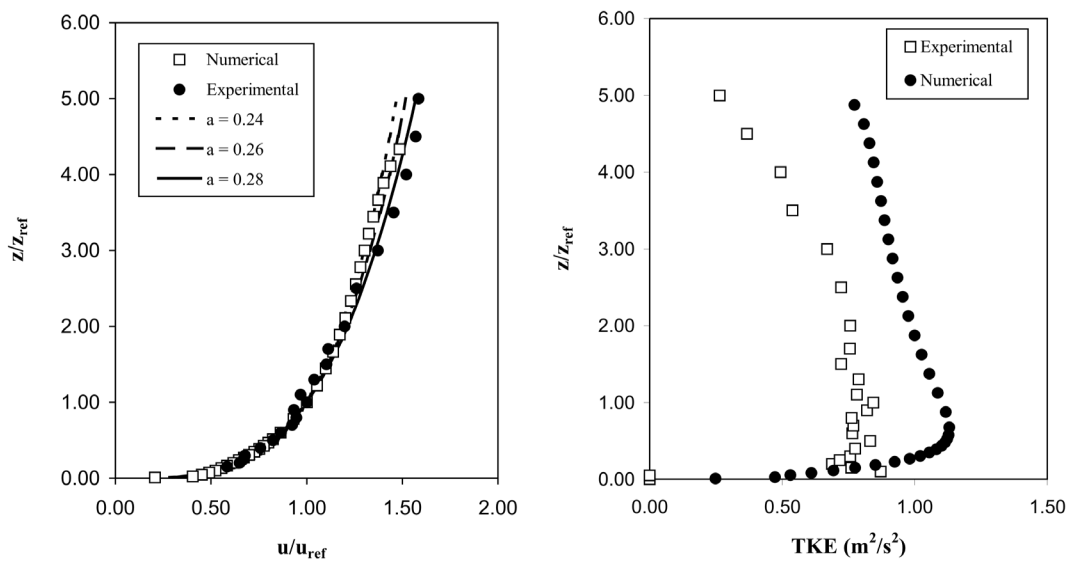 6.00
5.00
4.00
3.00
2.00
1.00
0.00
z/zref
Numerical
Experimental
a = 0.24
a = 0.26
a = 0.28
0.00 0.50 1.00 1.50 2.00
u/uref
6.00
5.00
4.00
3.00
2.00
1.00
0.00
z/zref
Experimental
Numerical
0.00 0.50 1.00 1.50
TKE (m²/s²)